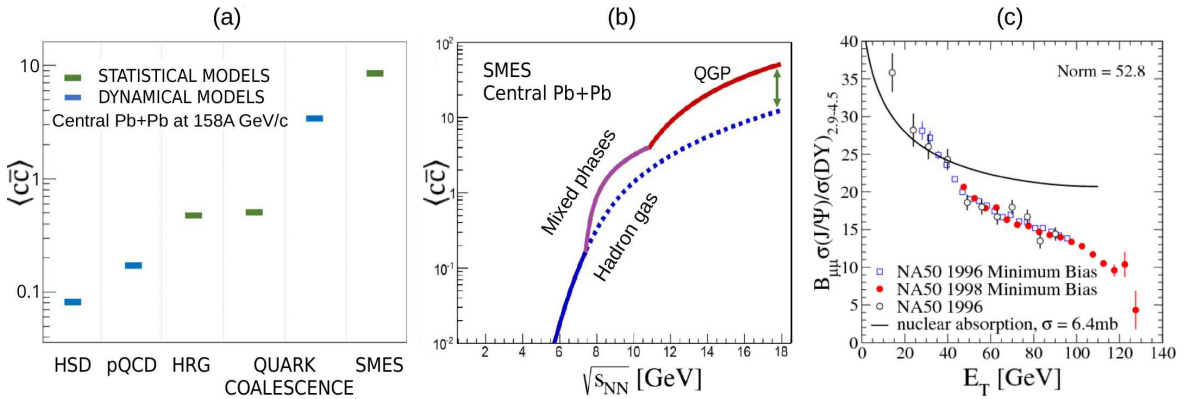 (a)
10
1
0.1
⟨cc̄⟩
STATISTICAL MODELS
DYNAMICAL MODELS
Central Pb+Pb at 158A GeV/c
HSD pQCD HRG QUARK COALESCENCE SMES
(b)
10²
10
1
10⁻¹
10⁻²
⟨cc̄⟩
SMES
Central Pb+Pb
QGP
Mixed phases
Hadron gas
2 4 6 8 10 12 14 16 18
√s_NN [GeV]
(c)
40
35
30
25
20
15
10
5
0
B_μμ σ(J/Ψ)/σ(DY)_2.9-4.5
Norm = 52.8
NA50 1996 Minimum Bias
NA50 1998 Minimum Bias
NA50 1996
nuclear absorption, σ = 6.4mb
0 20 40 60 80 100 120 140
E_T [GeV]